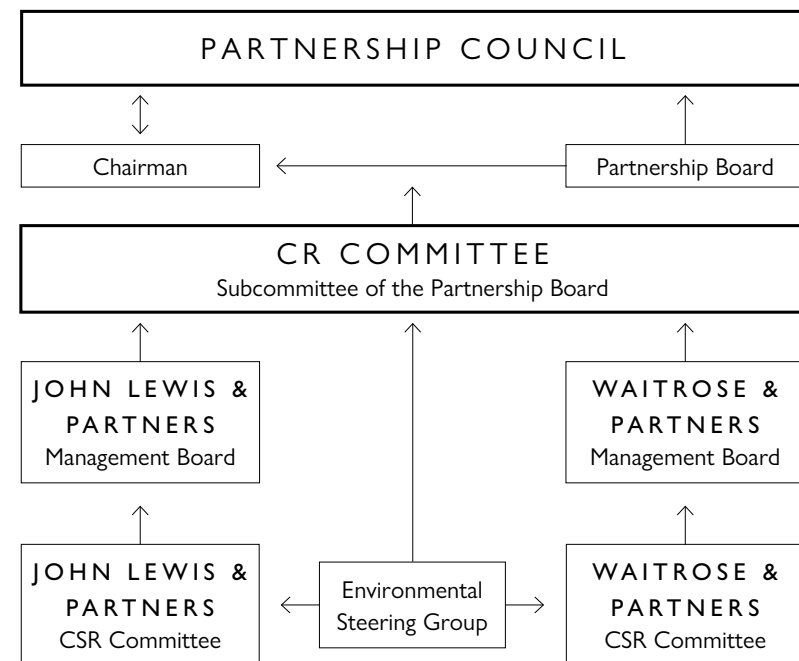 PARTNERSHIP COUNCIL
Chairman
Partnership Board
CR COMMITTEE
Subcommittee of the Partnership Board
JOHN LEWIS &
PARTNERS
Management Board
WAITROSE &
PARTNERS
Management Board
JOHN LEWIS &
PARTNERS
CSR Committee
Environmental
Steering Group
WAITROSE &
PARTNERS
CSR Committee